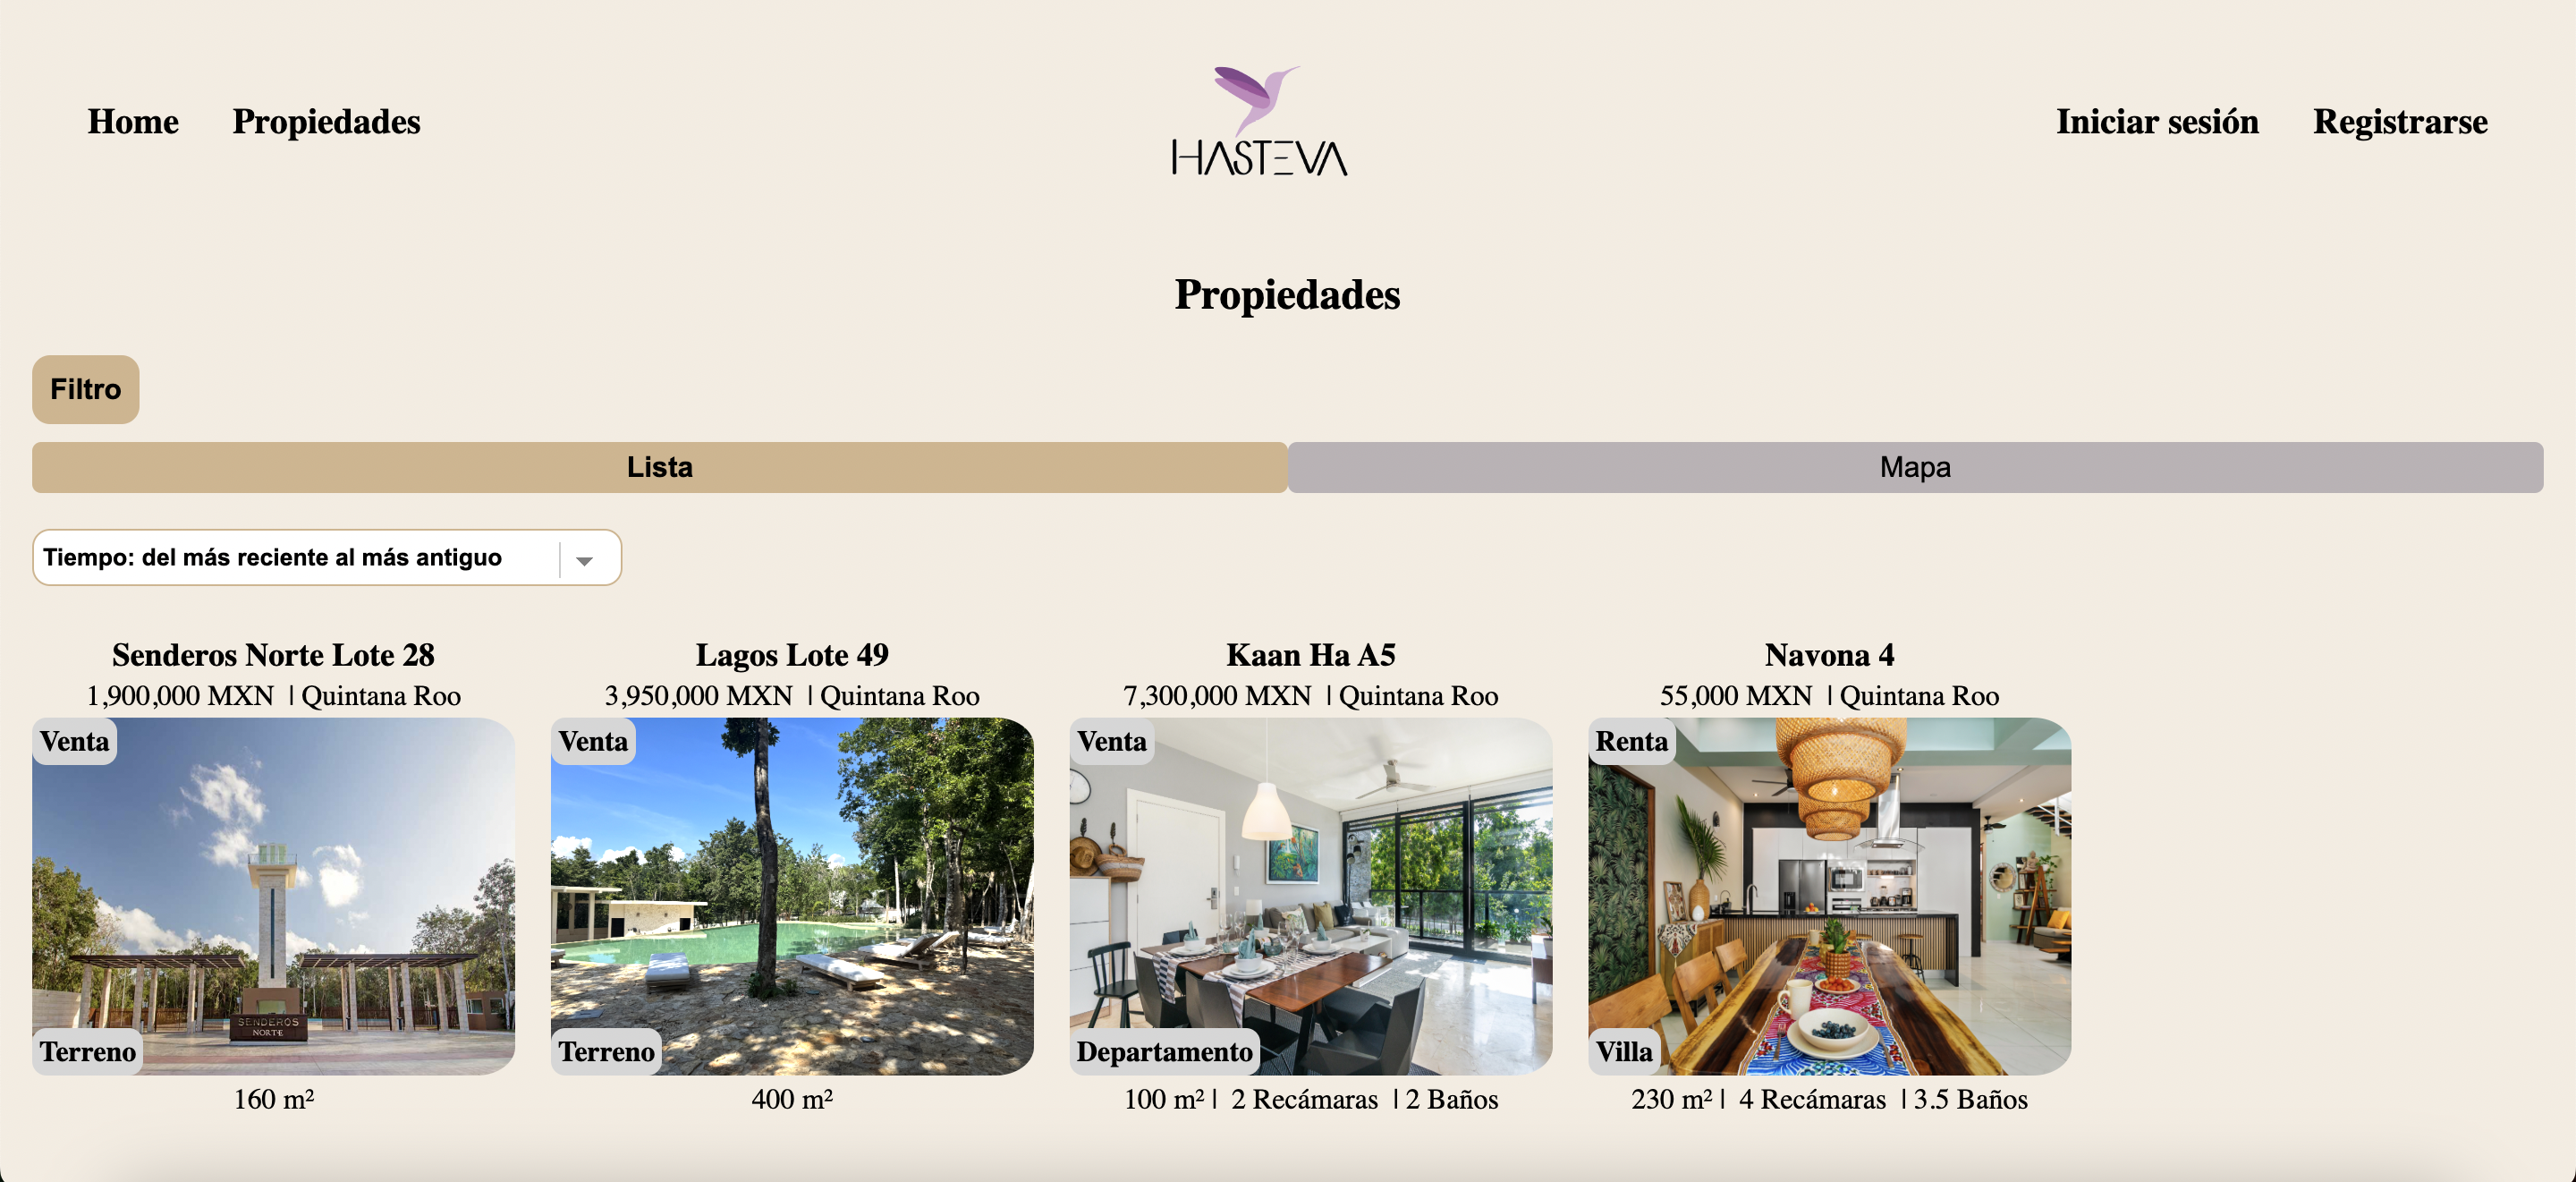 Home Propiedades HASTEVA Iniciar sesión Registrarse
Propiedades
Filtro
Lista Mapa
Tiempo: del más reciente al más antiguo
Senderos Norte Lote 28
1,900,000 MXN | Quintana Roo
Venta
SENDEROS
NORTE
Terreno
160 m²
Lagos Lote 49
3,950,000 MXN | Quintana Roo
Venta
Terreno
400 m²
Kaan Ha A5
7,300,000 MXN | Quintana Roo
Venta
Departamento
100 m² | 2 Recámaras | 2 Baños
Navona 4
55,000 MXN | Quintana Roo
Renta
Villa
230 m² | 4 Recámaras | 3.5 Baños